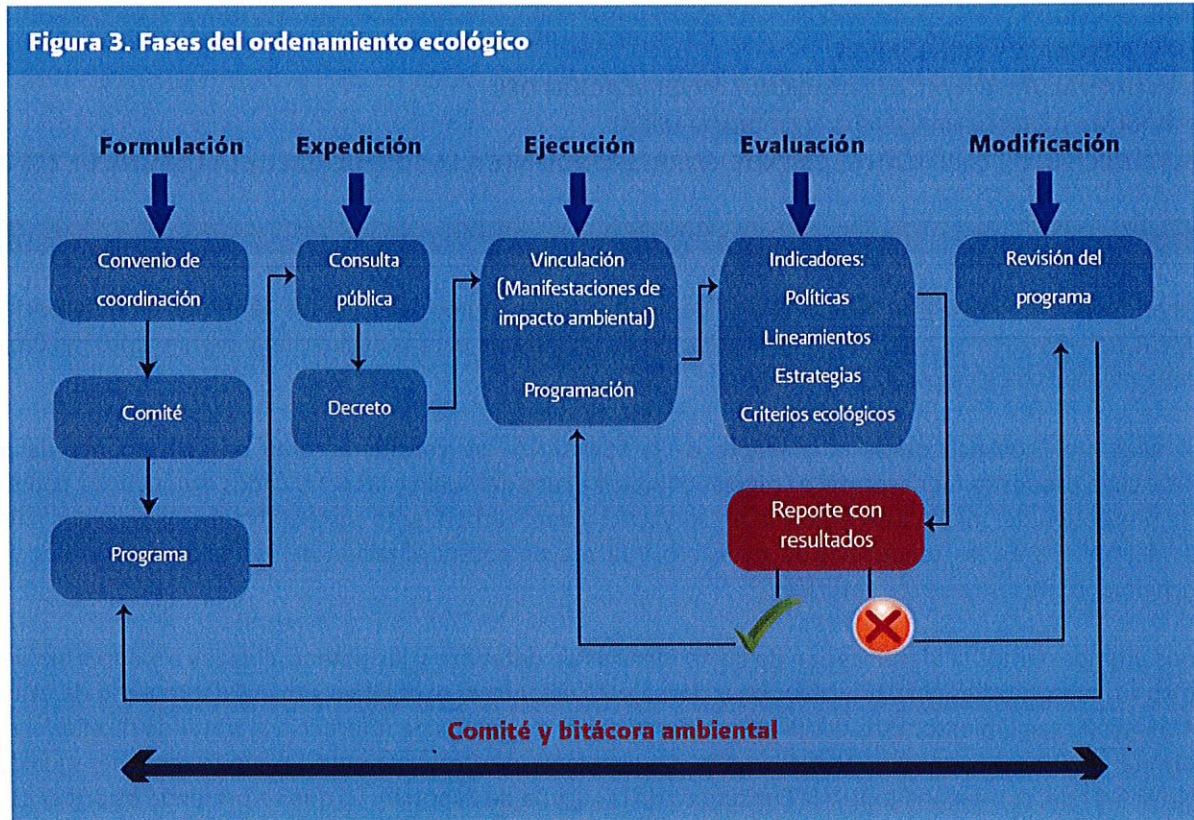 Figura 3. Fases del ordenamiento ecológico
Formulación
Expedición
Ejecución
Evaluación
Modificación
Convenio de
coordinación
Comité
Programa
Consulta
pública
Decreto
Vinculación
(Manifestaciones de
impacto ambiental)
Programación
Indicadores:
Políticas
Lineamientos
Estrategias
Criterios ecológicos
Reporte con
resultados
Revisión del
programa
Comité y bitácora ambiental